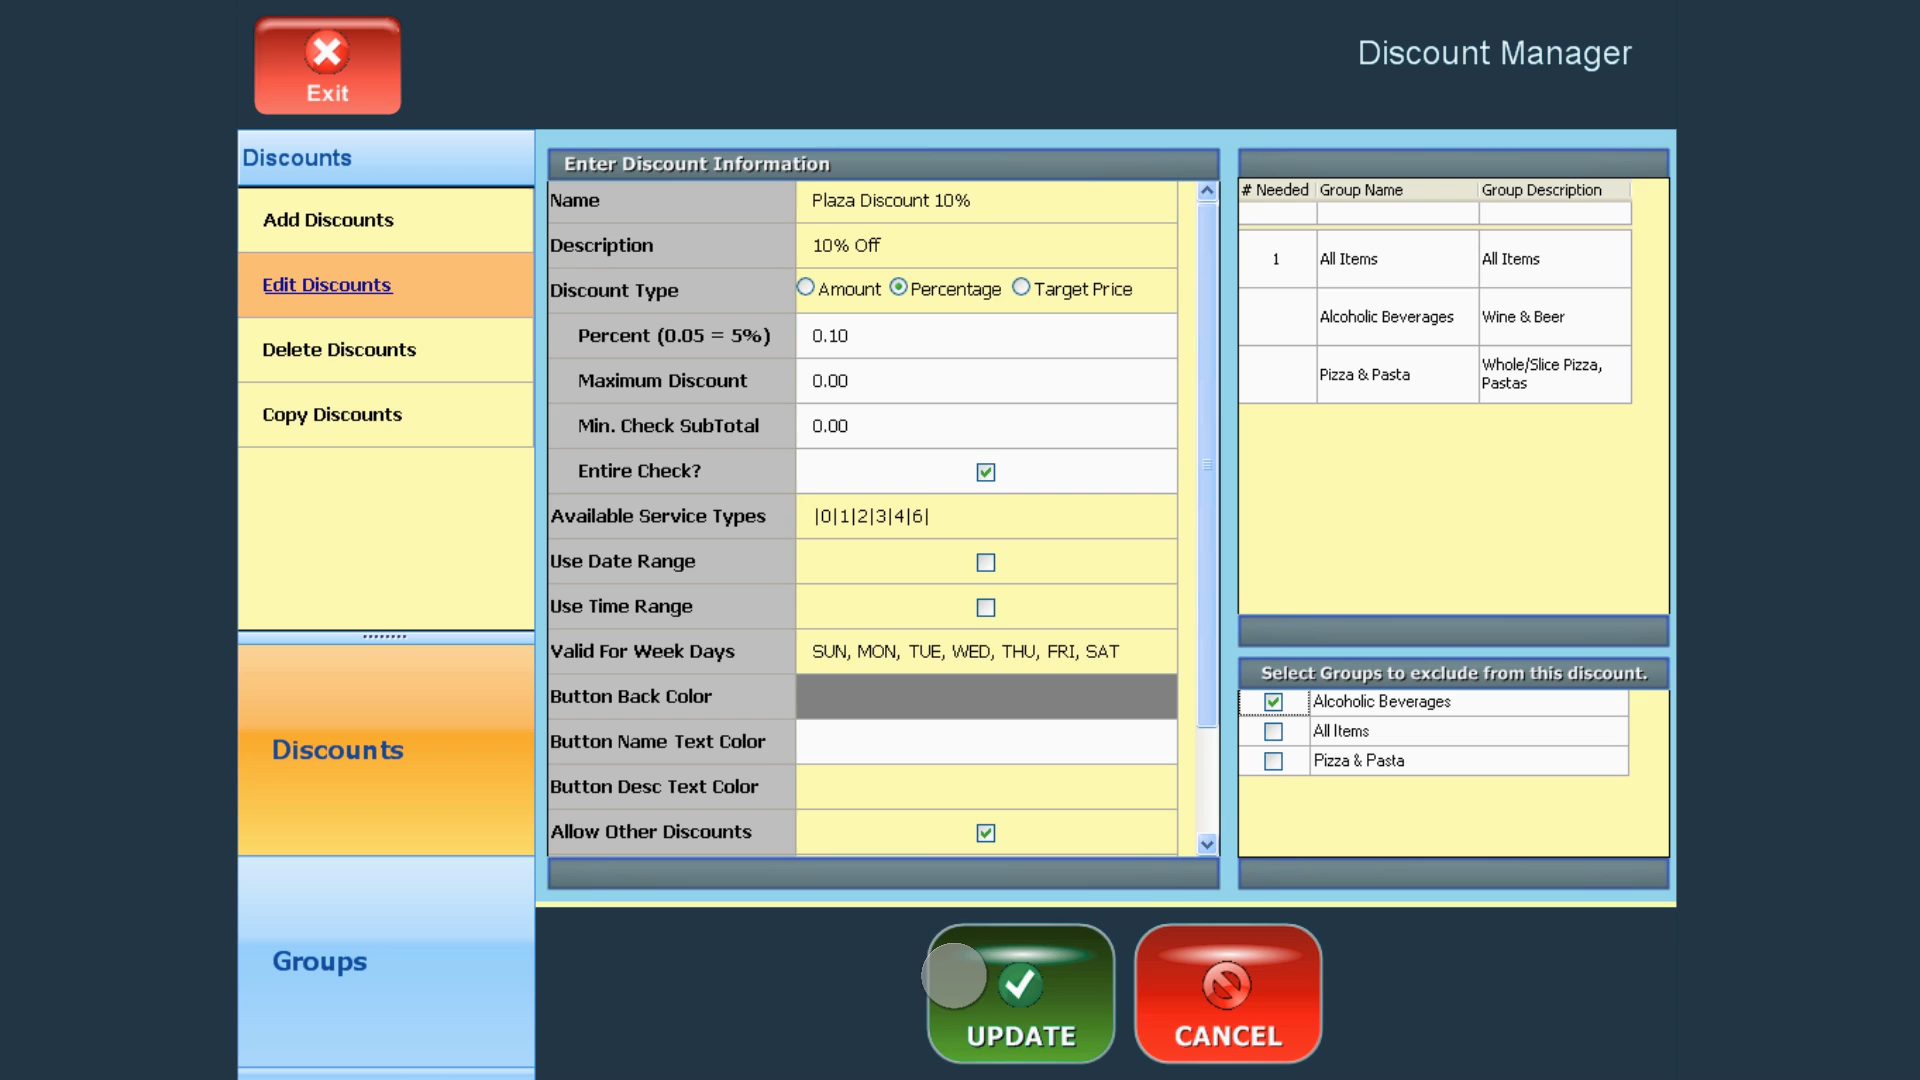 Exit
Discount Manager
Discounts
Add Discounts
Edit Discounts
Delete Discounts
Copy Discounts
Discounts
Groups
Enter Discount Information
Name Plaza Discount 10%
Description 10% Off
Discount Type Amount Percentage Target Price
Percent (0.05 = 5%) 0.10
Maximum Discount 0.00
Min. Check SubTotal 0.00
Entire Check?
Available Service Types |0|1|2|3|4|6|
Use Date Range
Use Time Range
Valid For Week Days SUN, MON, TUE, WED, THU, FRI, SAT
Button Back Color
Button Name Text Color
Button Desc Text Color
Allow Other Discounts
# Needed Group Name Group Description
1 All Items All Items
Alcoholic Beverages Wine & Beer
Pizza & Pasta Whole/Slice Pizza,
Pastas
Select Groups to exclude from this discount.
Alcoholic Beverages
All Items
Pizza & Pasta
UPDATE CANCEL